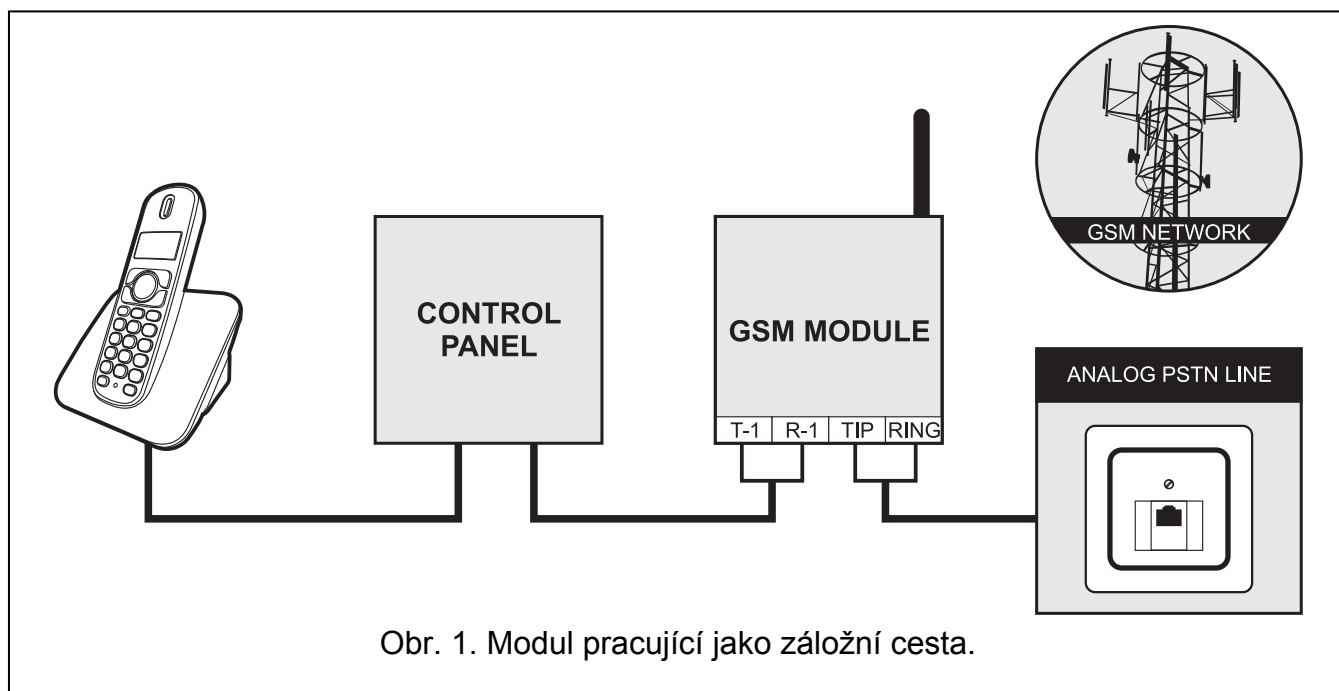 GSM NETWORK
CONTROL
PANEL
GSM MODULE
T-1 R-1 TIP RING
ANALOG PSTN LINE
Obr. 1. Modul pracující jako záložní cesta.